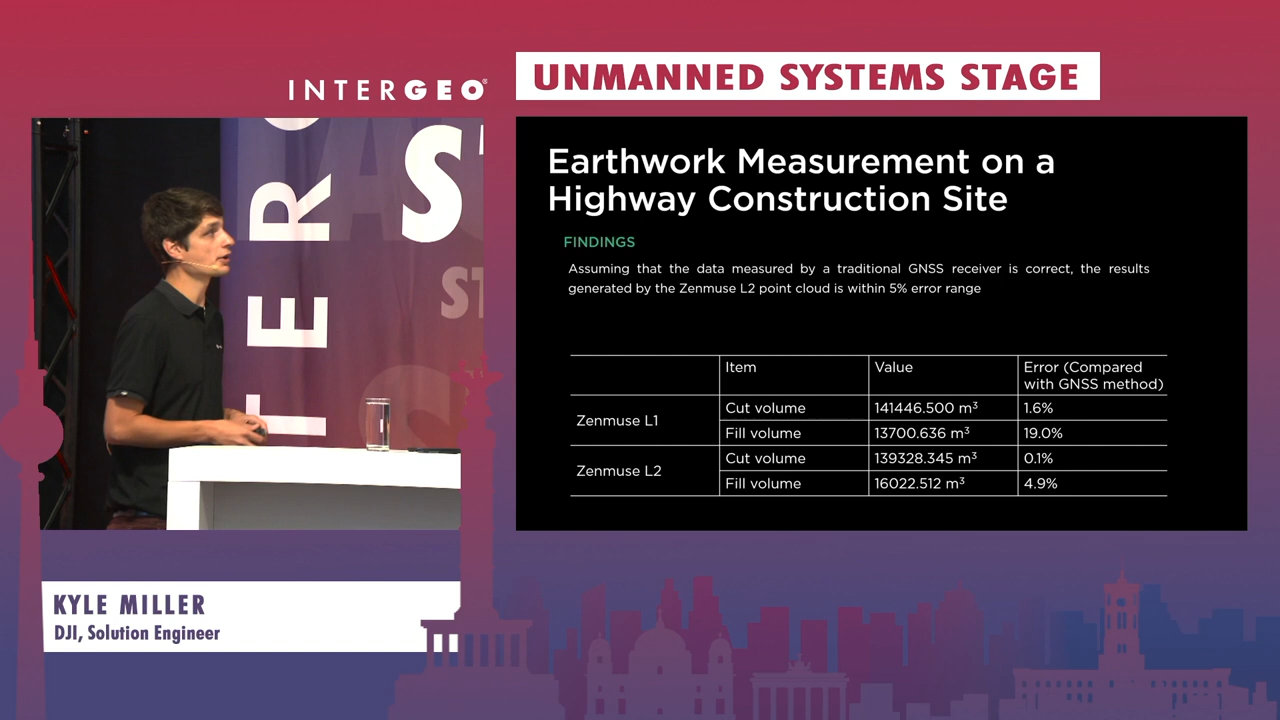 INTERGEO®
UNMANNED SYSTEMS STAGE
Earthwork Measurement on a
Highway Construction Site
FINDINGS
Assuming that the data measured by a traditional GNSS receiver is correct, the results
generated by the Zenmuse L2 point cloud is within 5% error range
Item Value Error (Compared
with GNSS method)
Zenmuse L1
Cut volume 141446.500 m³ 1.6%
Fill volume 13700.636 m³ 19.0%
Zenmuse L2
Cut volume 139328.345 m³ 0.1%
Fill volume 16022.512 m³ 4.9%
KYLE MILLER
DJI, Solution Engineer